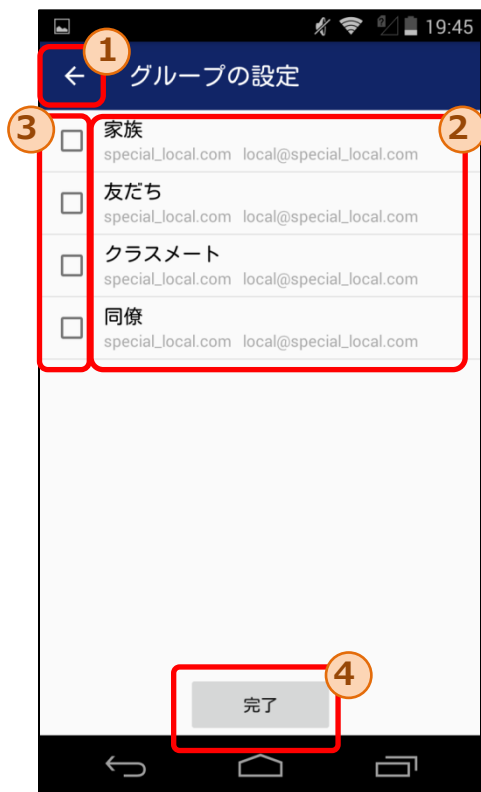 19:45
1
グループの設定
3
2
家族
special_local.com local@special_local.com
友だち
special_local.com local@special_local.com
クラスメート
special_local.com local@special_local.com
同僚
special_local.com local@special_local.com
4
完了